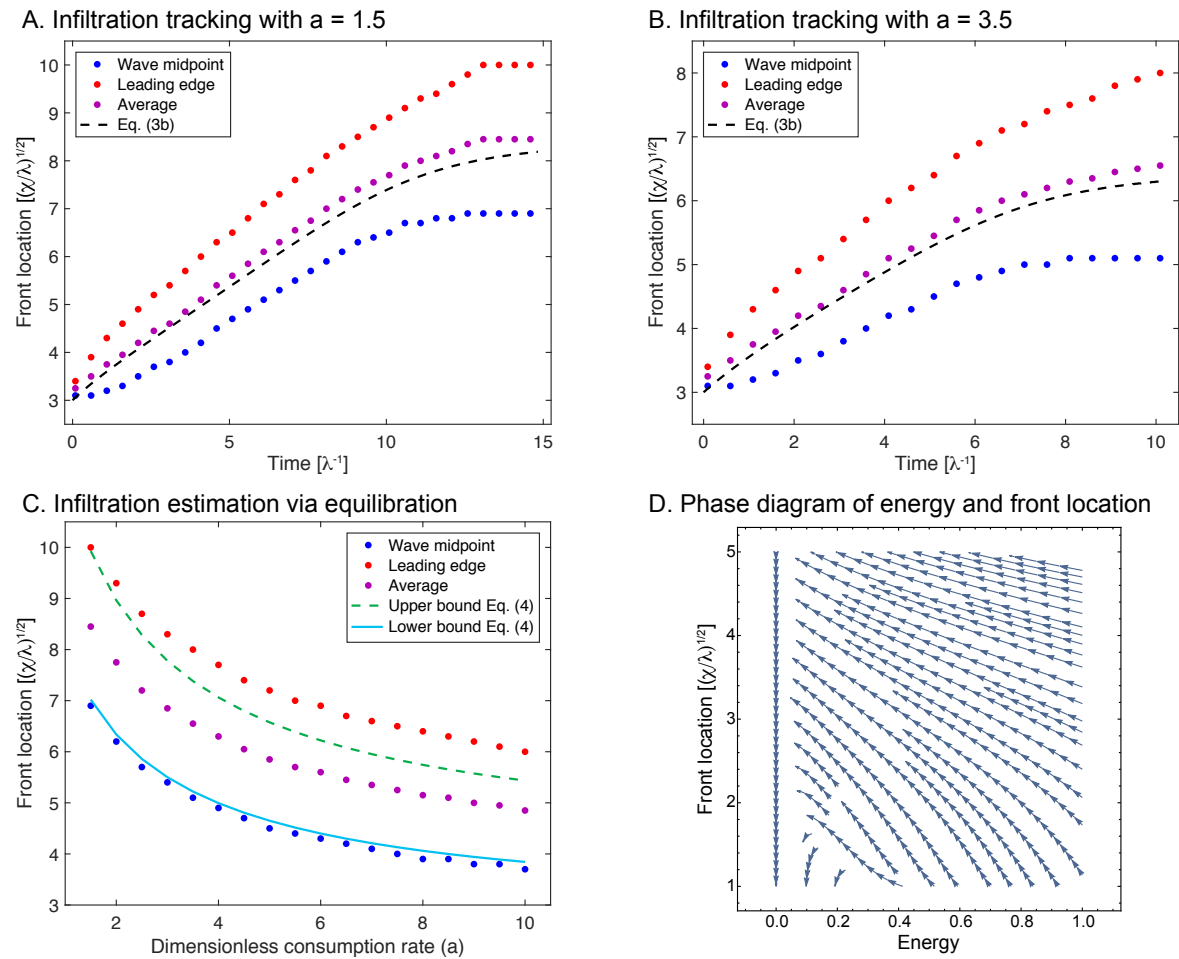 A. Infiltration tracking with a = 1.5
Front location [(χ/λ)^1/2]
10
9
8
7
6
5
4
3
0
5
10
15
Time [λ^-1]
Wave midpoint
Leading edge
Average
Eq. (3b)
B. Infiltration tracking with a = 3.5
Front location [(χ/λ)^1/2]
8
7
6
5
4
3
0
2
4
6
8
10
Time [λ^-1]
Wave midpoint
Leading edge
Average
Eq. (3b)
C. Infiltration estimation via equilibration
Front location [(χ/λ)^1/2]
10
9
8
7
6
5
4
3
2
4
6
8
10
Dimensionless consumption rate (a)
Wave midpoint
Leading edge
Average
Upper bound Eq. (4)
Lower bound Eq. (4)
D. Phase diagram of energy and front location
Front location [(χ/λ)^1/2]
5
4
3
2
1
0.0
0.2
0.4
0.6
0.8
1.0
Energy